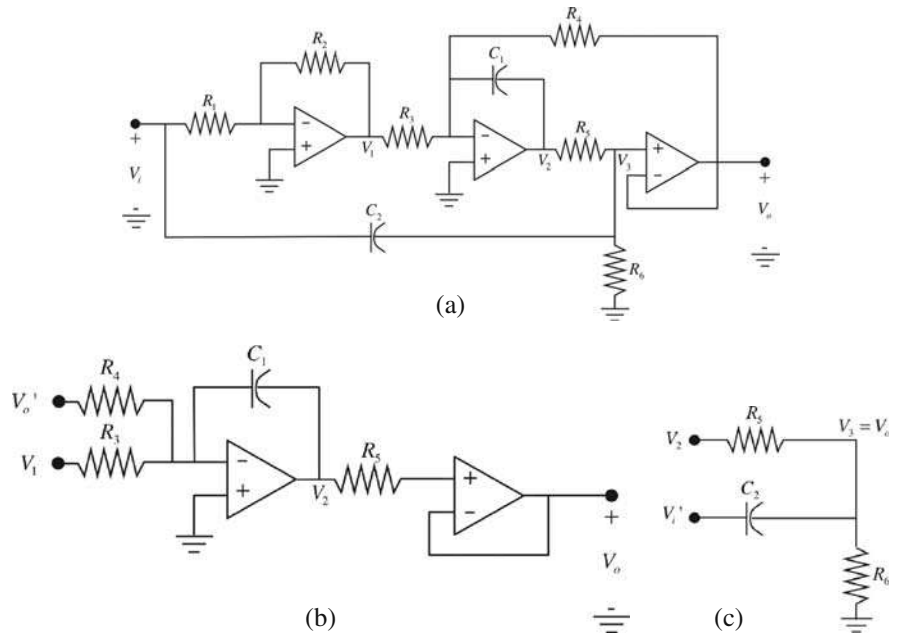 R₄
R₂
C₁
R₁
R₃
R₅
+
Vᵢ
-
−
+
V₁
−
+
V₂
V₃
+
−
+
Vₒ
-
C₂
R₆
(a)
R₄
Vₒ'
R₃
V₁
C₁
−
+
V₂
R₅
+
−
+
Vₒ
-
(b)
V₂
R₅
V₃ = Vₒ
C₂
Vᵢ'
R₆
(c)